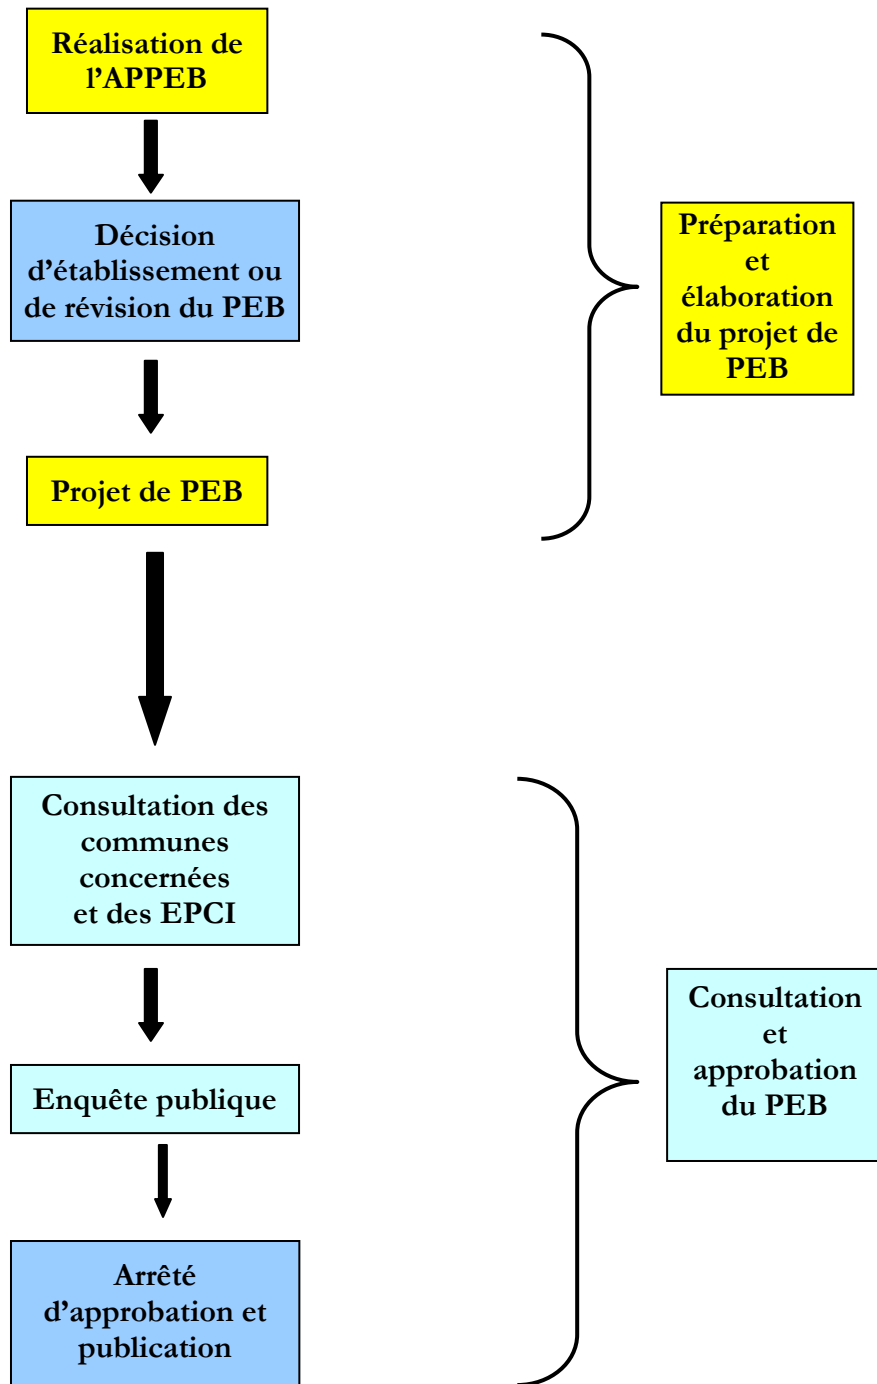 Réalisation de
l’APPEB
Décision
d’établissement ou
de révision du PEB
Projet de PEB
Préparation
et
élaboration
du projet de
PEB
Consultation des
communes
concernées
et des EPCI
Enquête publique
Arrêté
d’approbation et
publication
Consultation
et
approbation
du PEB